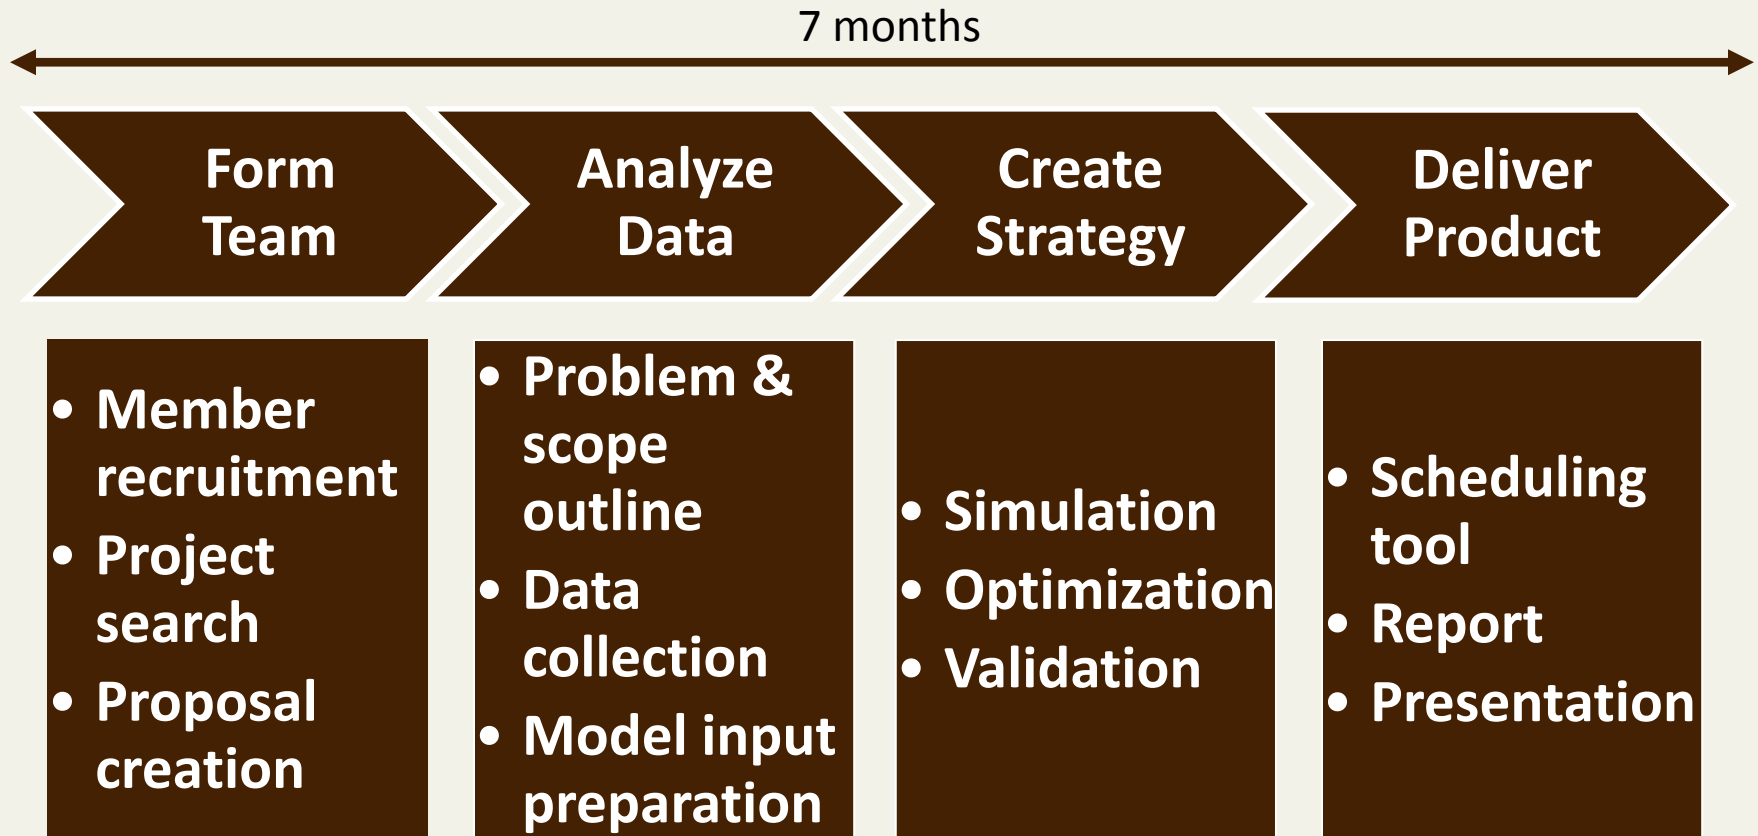 7 months
Form
Team
Analyze
Data
Create
Strategy
Deliver
Product
• Member
recruitment
• Project
search
• Proposal
creation
• Problem &
scope
outline
• Data
collection
• Model input
preparation
• Simulation
• Optimization
• Validation
• Scheduling
tool
• Report
• Presentation